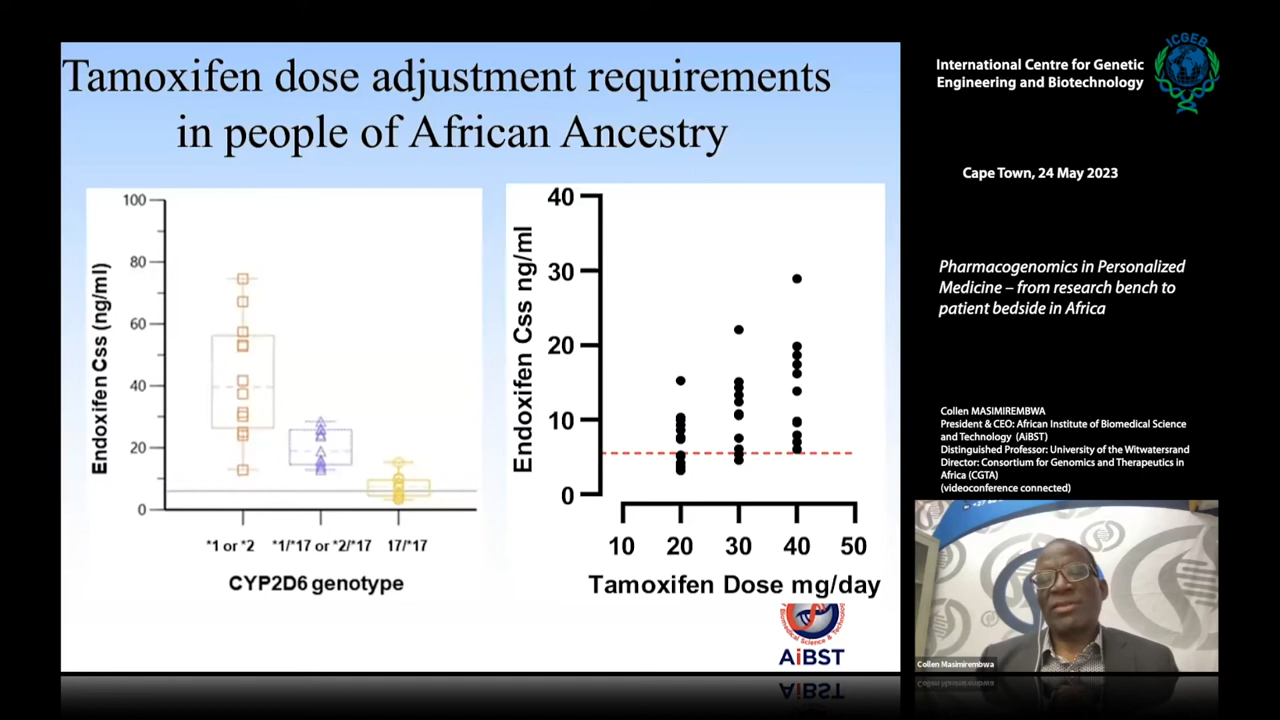 Tamoxifen dose adjustment requirements
in people of African Ancestry
Endoxifen Css (ng/ml)
100
80
60
40
20
0
*1 or *2
*1/*17 or *2/*17
17/*17
CYP2D6 genotype
Endoxifen Css ng/ml
40
30
20
10
0
10
20
30
40
50
Tamoxifen Dose mg/day
Biomedical Science & Technology
AiBST
International Centre for Genetic
Engineering and Biotechnology
ICGEB
Cape Town, 24 May 2023
Pharmacogenomics in Personalized
Medicine – from research bench to
patient bedside in Africa
Collen MASIMIREMBWA
President & CEO: African Institute of Biomedical Science
and Technology (AiBST)
Distinguished Professor: University of the Witwatersrand
Director: Consortium for Genomics and Therapeutics in
Africa (CGTA)
(videoconference connected)
Collen Masimirembwa